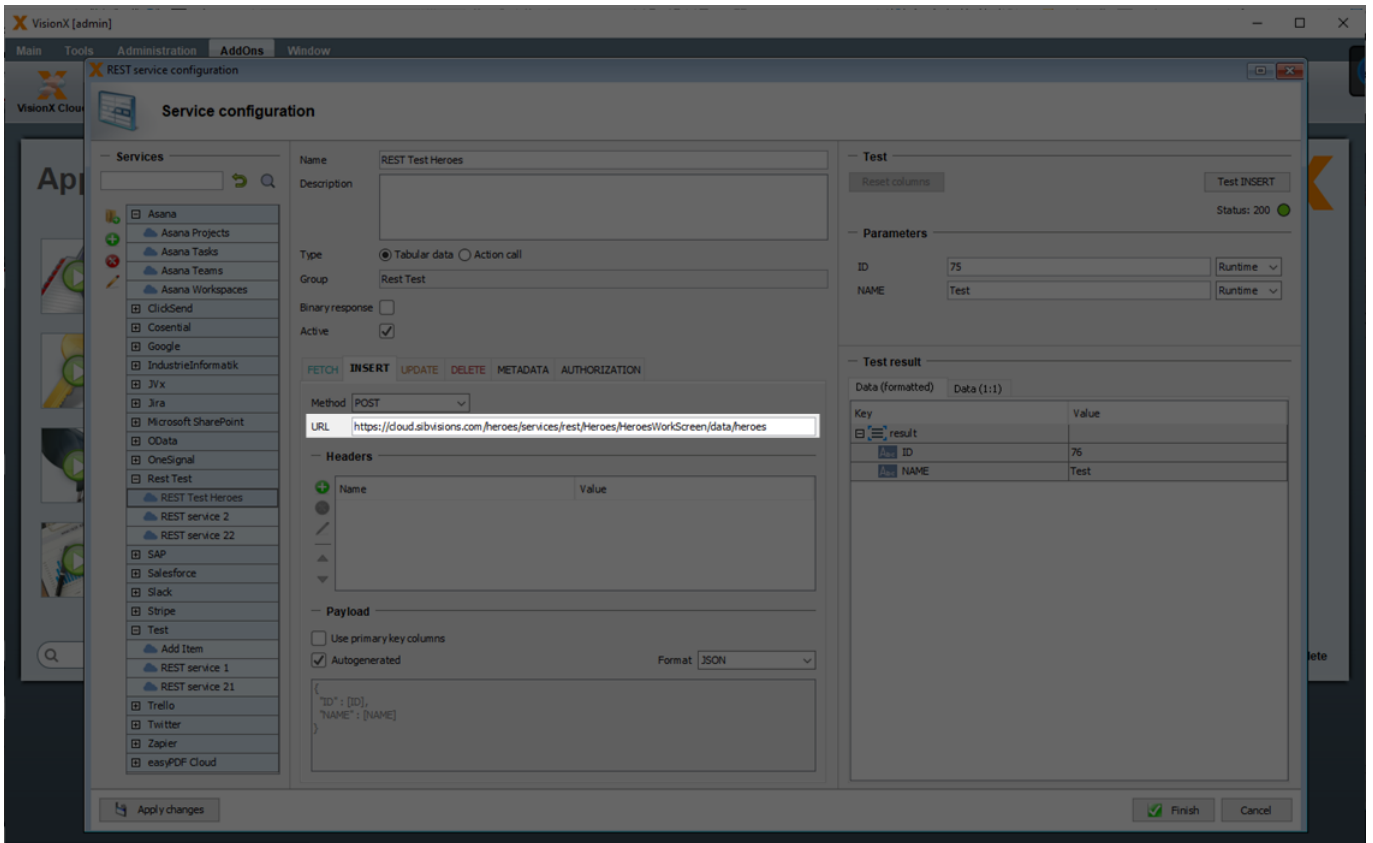 VisionX [admin]
Main Tools Administration AddOns Window
REST service configuration
VisionX Clou
Service configuration
App
Services
Asana
Asana Projects
Asana Tasks
Asana Teams
Asana Workspaces
ClickSend
Cosential
Google
IndustrieInformatik
JVx
Jira
Microsoft SharePoint
OData
OneSignal
Rest Test
REST Test Heroes
REST service 2
REST service 22
SAP
Salesforce
Slack
Stripe
Test
Add Item
REST service 1
REST service 21
Trello
Twitter
Zapier
easyPDF Cloud
Name REST Test Heroes
Description
Type Tabular data Action call
Group Rest Test
Binary response
Active
FETCH INSERT UPDATE DELETE METADATA AUTHORIZATION
Method POST
URL https://cloud.sibvisions.com/heroes/services/rest/Heroes/HeroesWorkScreen/data/heroes
Headers
Name Value
Payload
Use primary key columns
Autogenerated Format JSON
{
"ID" : [ID],
"NAME" : [NAME]
}
Test
Reset columns Test INSERT
Status: 200
Parameters
ID 75 Runtime
NAME Test Runtime
Test result
Data (formatted) Data (1:1)
Key Value
result
Abc ID 76
Abc NAME Test
lete
Apply changes Finish Cancel